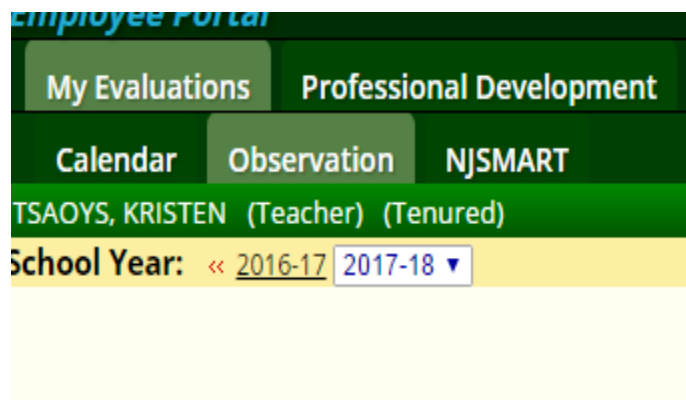 Employee Portal
My Evaluations Professional Development
Calendar Observation NJSMART
TSAOYS, KRISTEN (Teacher) (Tenured)
School Year: « 2016-17 2017-18 ▼